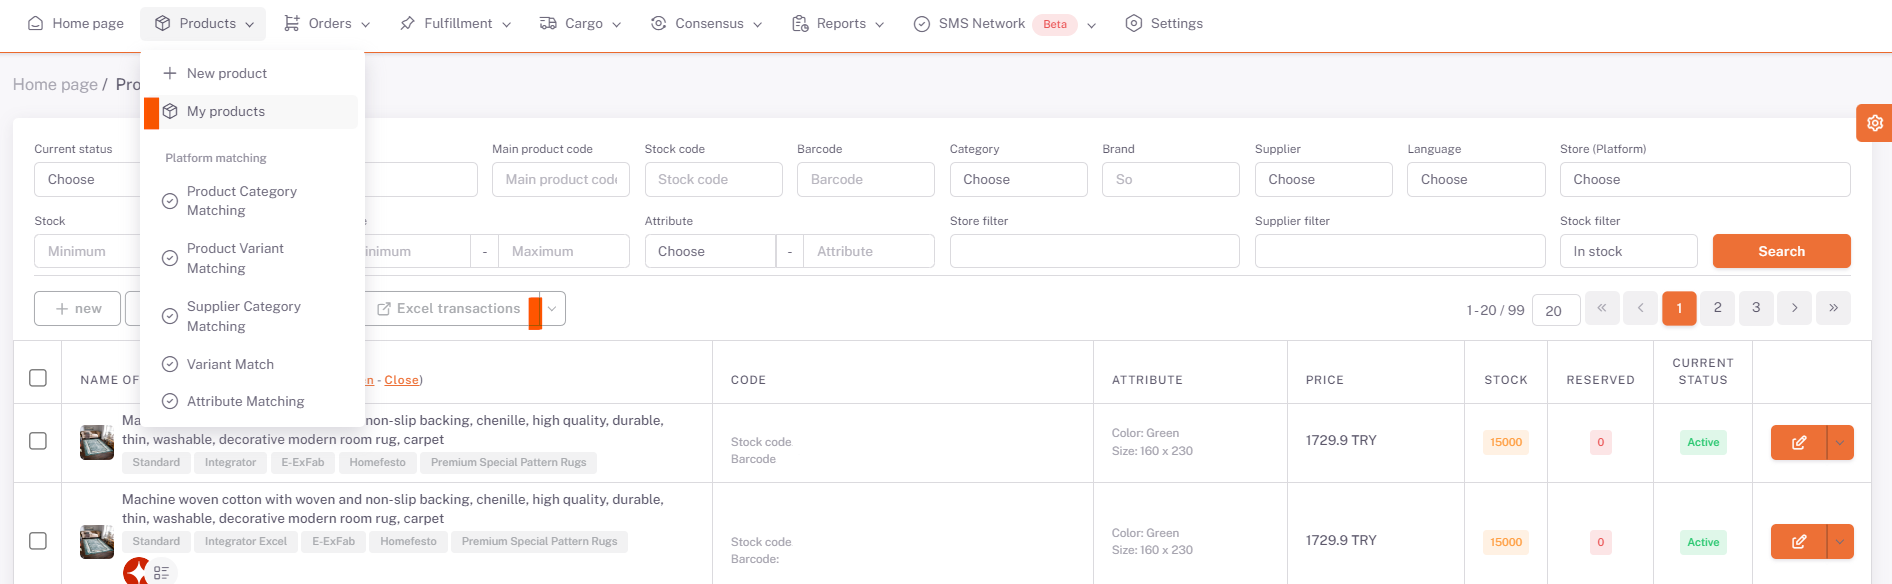 Home page Products Orders Fulfillment Cargo Consensus Reports SMS Network Beta Settings
New product
Home page / Pro
My products
Platform matching
Product Category
Matching
Product Variant
Matching
Supplier Category
Matching
Variant Match
Attribute Matching
Current status Main product code Stock code Barcode Category Brand Supplier Language Store (Platform)
Choose Main product code Stock code Barcode Choose So Choose Choose Choose
Stock Attribute Store filter Supplier filter Stock filter
Minimum inimum - Maximum Choose - Attribute In stock Search
+ new Excel transactions 1 - 20 / 99 20 « ‹ 1 2 3 › »
NAME OF n - Close) CODE ATTRIBUTE PRICE STOCK RESERVED CURRENT
STATUS
Ma non-slip backing, chenille, high quality, durable,
thin, washable, decorative modern room rug, carpet
Standard Integrator E-ExFab Homefesto Premium Special Pattern Rugs
Stock code
Barcode
Color: Green
Size: 160 x 230
1729.9 TRY 15000 0 Active
Machine woven cotton with woven and non-slip backing, chenille, high quality, durable,
thin, washable, decorative modern room rug, carpet
Standard Integrator Excel E-ExFab Homefesto Premium Special Pattern Rugs
Stock code
Barcode:
Color: Green
Size: 160 x 230
1729.9 TRY 15000 0 Active